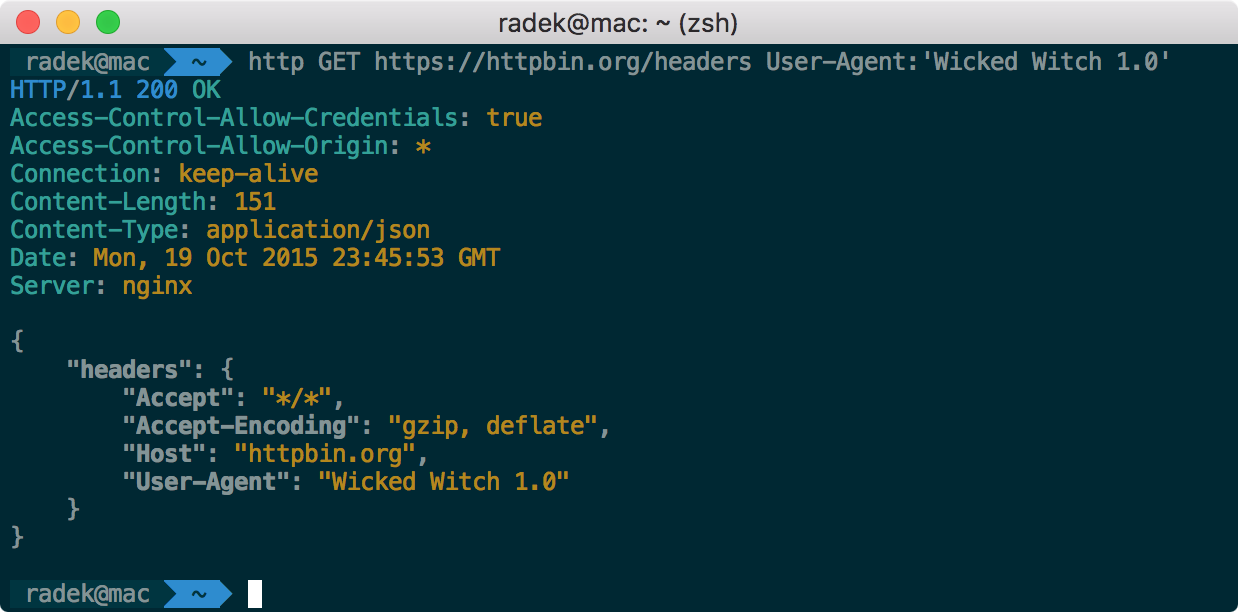 radek@mac: ~ (zsh)
radek@mac ~ http GET https://httpbin.org/headers User-Agent:'Wicked Witch 1.0'
HTTP/1.1 200 OK
Access-Control-Allow-Credentials: true
Access-Control-Allow-Origin: *
Connection: keep-alive
Content-Length: 151
Content-Type: application/json
Date: Mon, 19 Oct 2015 23:45:53 GMT
Server: nginx
{
    "headers": {
        "Accept": "*/*",
        "Accept-Encoding": "gzip, deflate",
        "Host": "httpbin.org",
        "User-Agent": "Wicked Witch 1.0"
    }
}
radek@mac ~